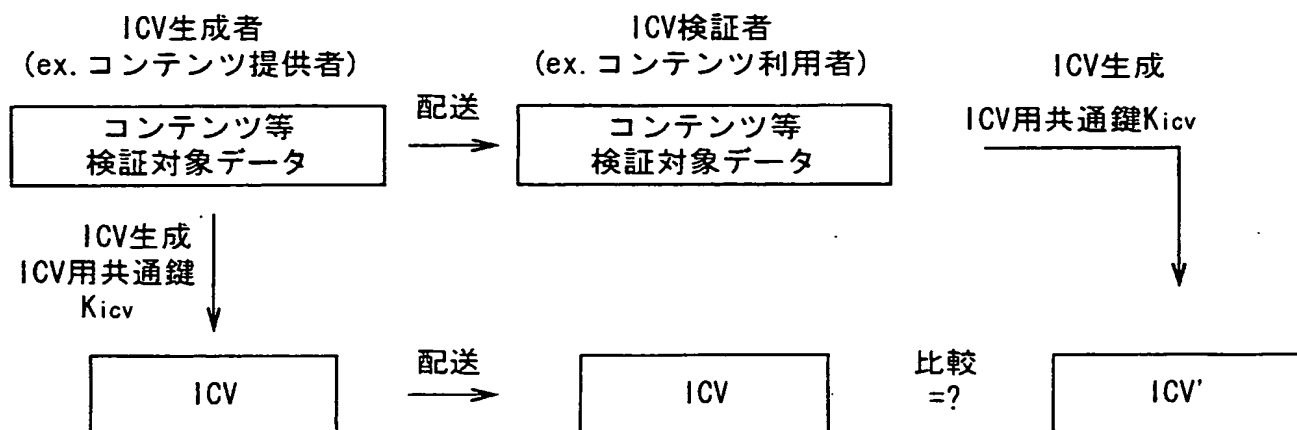 ICV生成者
(ex.コンテンツ提供者)
コンテンツ等
検証対象データ
配送
ICV検証者
(ex.コンテンツ利用者)
コンテンツ等
検証対象データ
ICV生成
ICV用共通鍵Kicv
ICV生成
ICV用共通鍵
Kicv
ICV
配送
ICV
比較
=?
ICV'